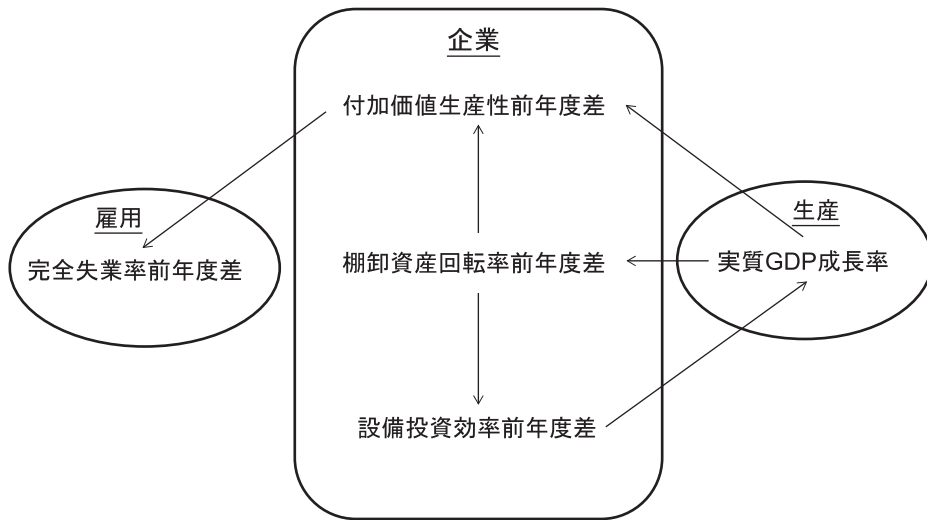 企業
付加価値生産性前年度差
雇用
完全失業率前年度差
棚卸資産回転率前年度差
生産
実質GDP成長率
設備投資効率前年度差